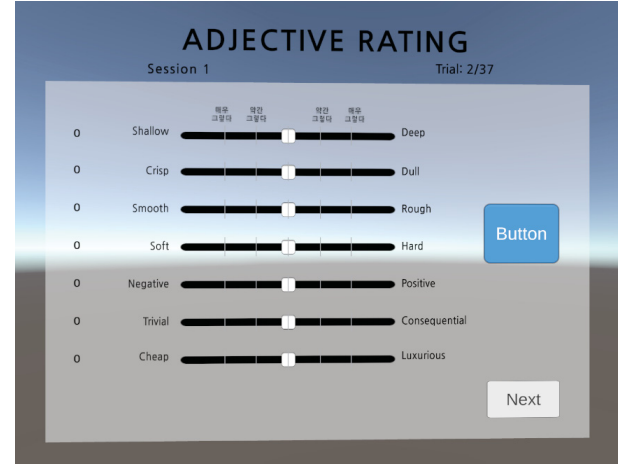 ADJECTIVE RATING
Session 1 Trial: 2/37
매우 약간 약간 매우
그렇다 그렇다 그렇다 그렇다
0 Shallow Deep
0 Crisp Dull
0 Smooth Rough
0 Soft Hard
Button
0 Negative Positive
0 Trivial Consequential
0 Cheap Luxurious
Next